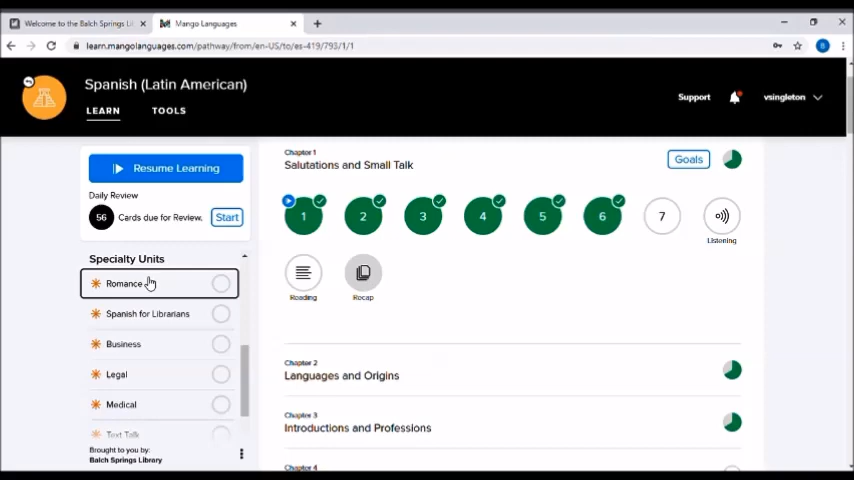 Welcome to the Balch Springs Li
Mango Languages
learn.mangolanguages.com/pathway/from/en-US/to/es-419/793/1/1
B
Spanish (Latin American)
LEARN
TOOLS
Support
vsingleton
Resume Learning
Daily Review
56
Cards due for Review.
Start
Specialty Units
Romance
Spanish for Librarians
Business
Legal
Medical
Text Talk
Brought to you by:
Balch Springs Library
Chapter 1
Salutations and Small Talk
Goals
1
2
3
4
5
6
7
Listening
Reading
Recap
Chapter 2
Languages and Origins
Chapter 3
Introductions and Professions
Chapter 4